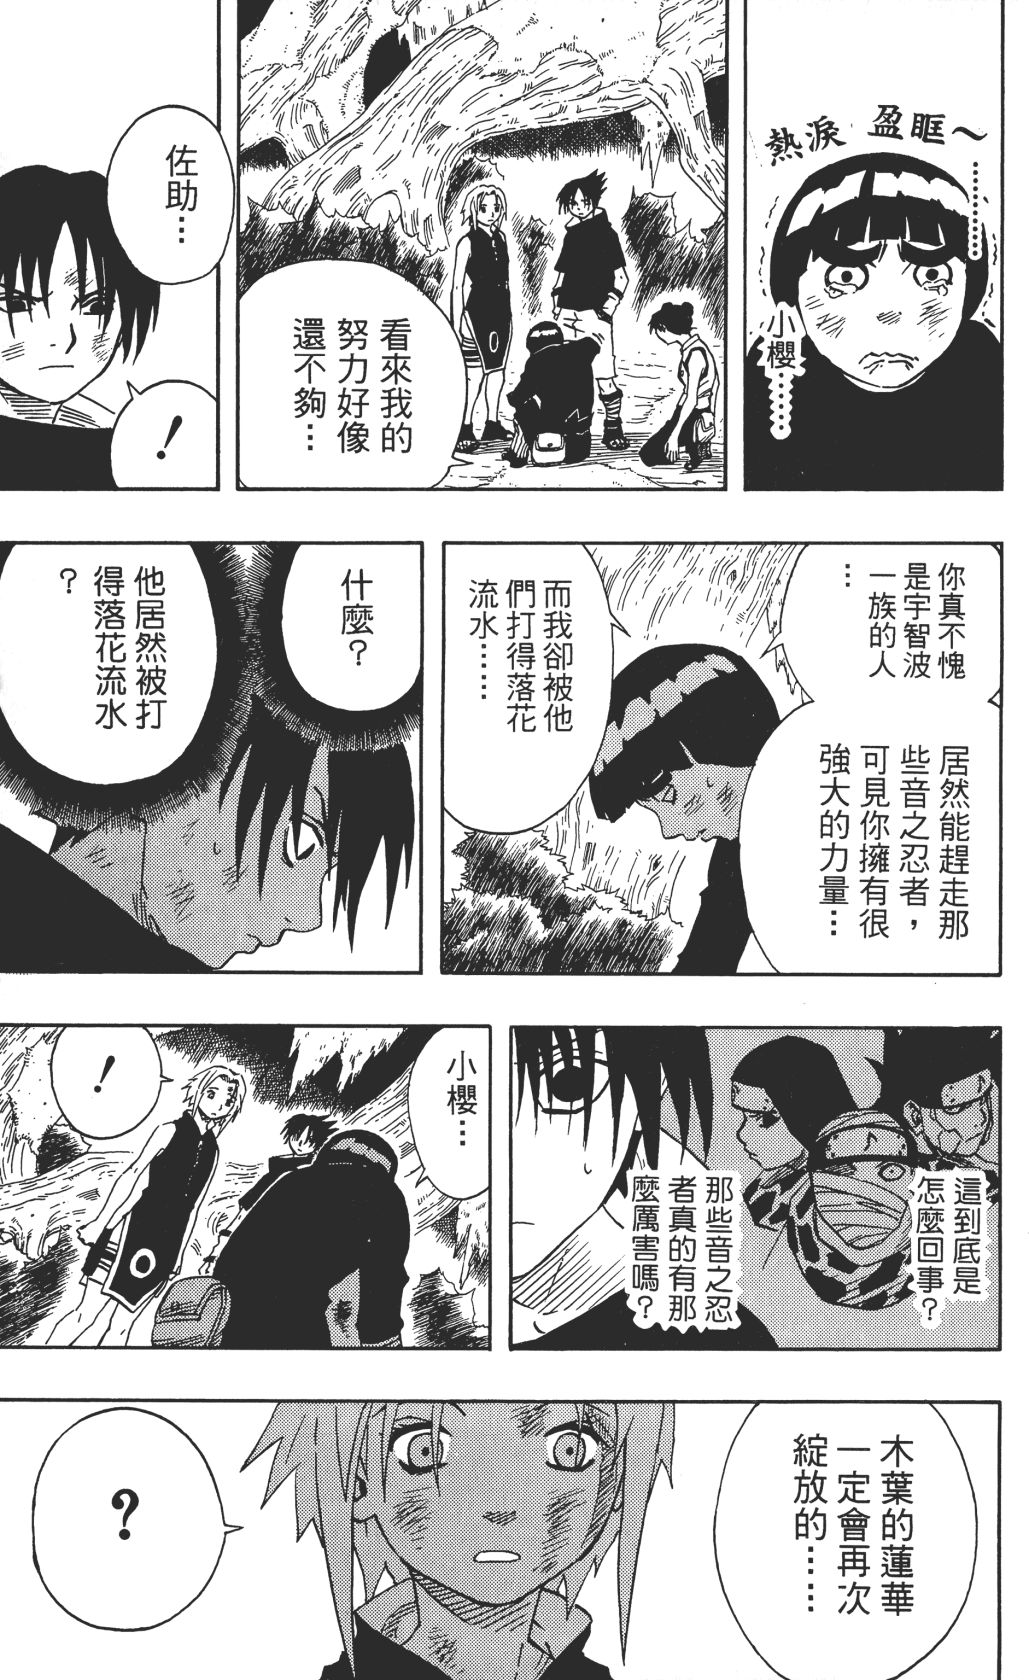 熱淚
盈眶～
…………
小櫻………
看來我的
努力好像
還不夠…
佐助…
！
你真不愧
是宇智波
一族的人
…
居然能趕走那
些音之忍者，
可見你擁有很
強大的力量…
而我卻被他
們打得落花
流水……
什麼？
他居然被打
得落花流水
？
這到底是
怎麼回事？
那些音之忍
者真的有那
麼厲害嗎？
小櫻…
！
木葉的蓮華
一定會再次
綻放的……
？